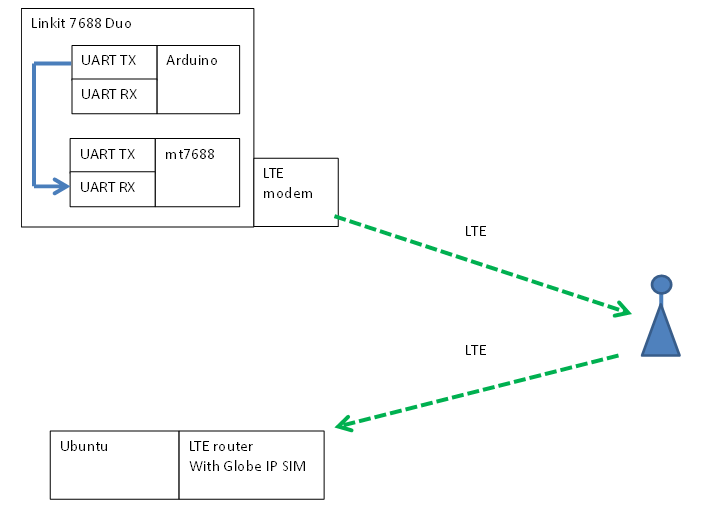 Linkit 7688 Duo
UART TX
Arduino
UART RX
UART TX
mt7688
UART RX
LTE
modem
LTE
LTE
Ubuntu
LTE router
With Globe IP SIM